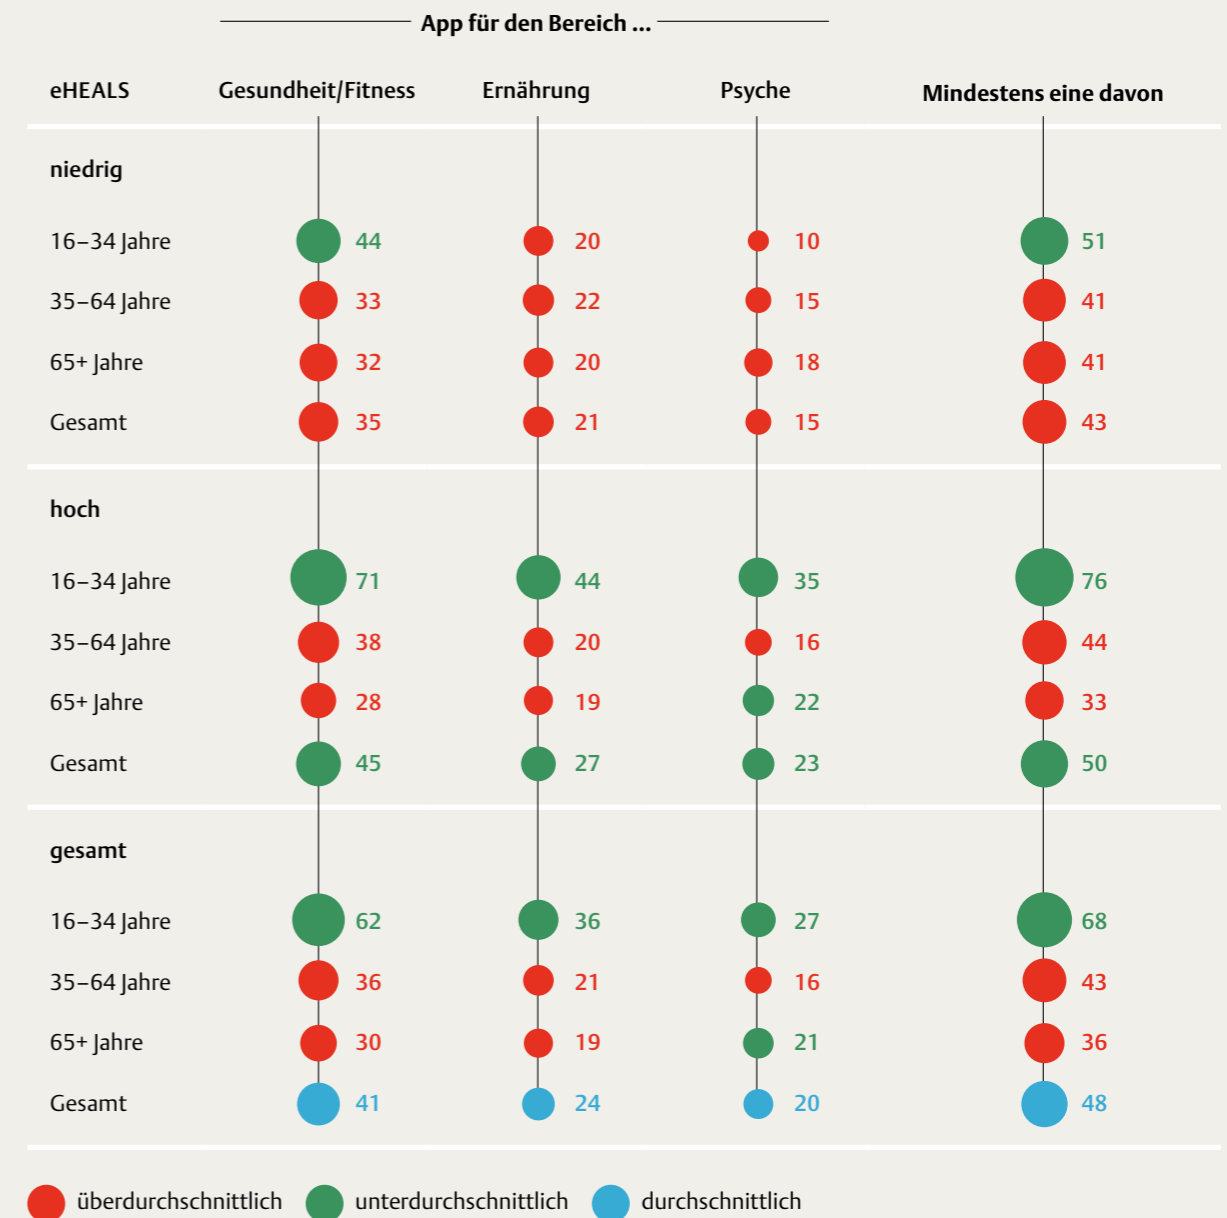 App für den Bereich ...
eHEALS Gesundheit/Fitness Ernährung Psyche Mindestens eine davon
niedrig
16–34 Jahre 44 20 10 51
35–64 Jahre 33 22 15 41
65+ Jahre 32 20 18 41
Gesamt 35 21 15 43
hoch
16–34 Jahre 71 44 35 76
35–64 Jahre 38 20 16 44
65+ Jahre 28 19 22 33
Gesamt 45 27 23 50
gesamt
16–34 Jahre 62 36 27 68
35–64 Jahre 36 21 16 43
65+ Jahre 30 19 21 36
Gesamt 41 24 20 48
überdurchschnittlich unterdurchschnittlich durchschnittlich